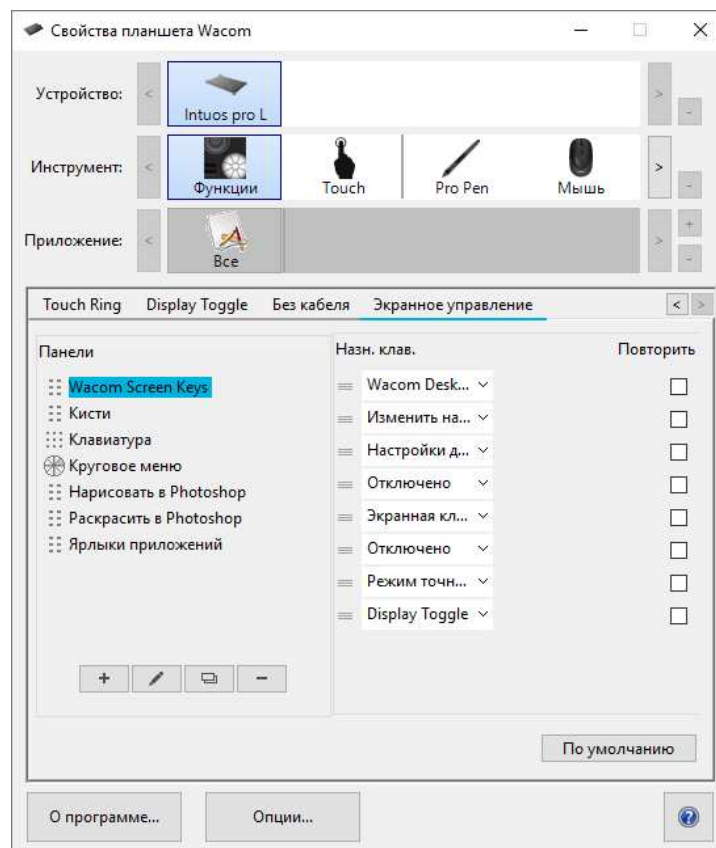 Свойства планшета Wacom
Устройство:
Intuos pro L
Инструмент:
Функции Touch Pro Pen Мышь
Приложение:
Все
Touch Ring Display Toggle Без кабеля Экранное управление
Панели
Wacom Screen Keys
Кисти
Клавиатура
Круговое меню
Нарисовать в Photoshop
Раскрасить в Photoshop
Ярлыки приложений
Назн. клав. Повторить
Wacom Desk...
Изменить на...
Настройки д...
Отключено
Экранная кл...
Отключено
Режим точн...
Display Toggle
По умолчанию
О программе... Опции...